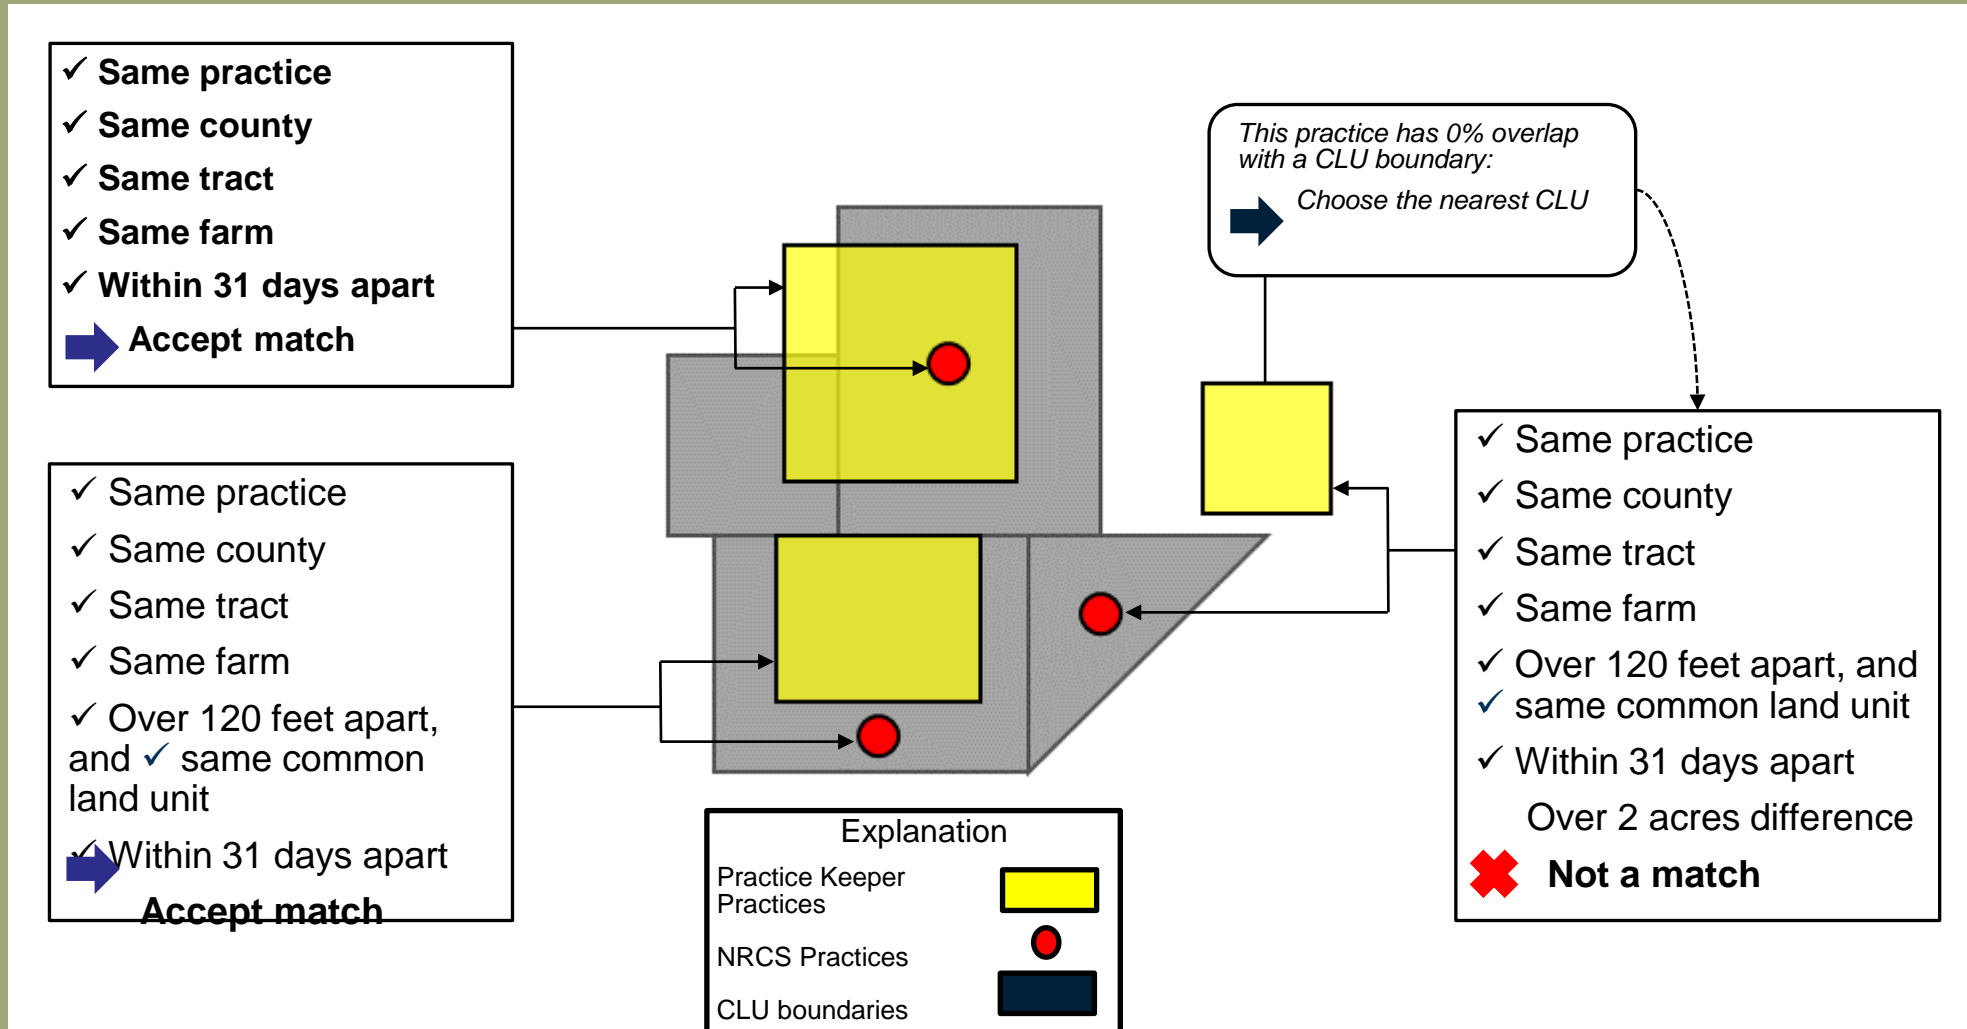 ✓ Same practice
✓ Same county
✓ Same tract
✓ Same farm
✓ Within 31 days apart
Accept match
✓ Same practice
✓ Same county
✓ Same tract
✓ Same farm
✓ Over 120 feet apart,
and ✓ same common
land unit
✓ Within 31 days apart
Accept match
This practice has 0% overlap
with a CLU boundary:
Choose the nearest CLU
✓ Same practice
✓ Same county
✓ Same tract
✓ Same farm
✓ Over 120 feet apart, and
✓ same common land unit
✓ Within 31 days apart
Over 2 acres difference
Not a match
Explanation
Practice Keeper
Practices
NRCS Practices
CLU boundaries